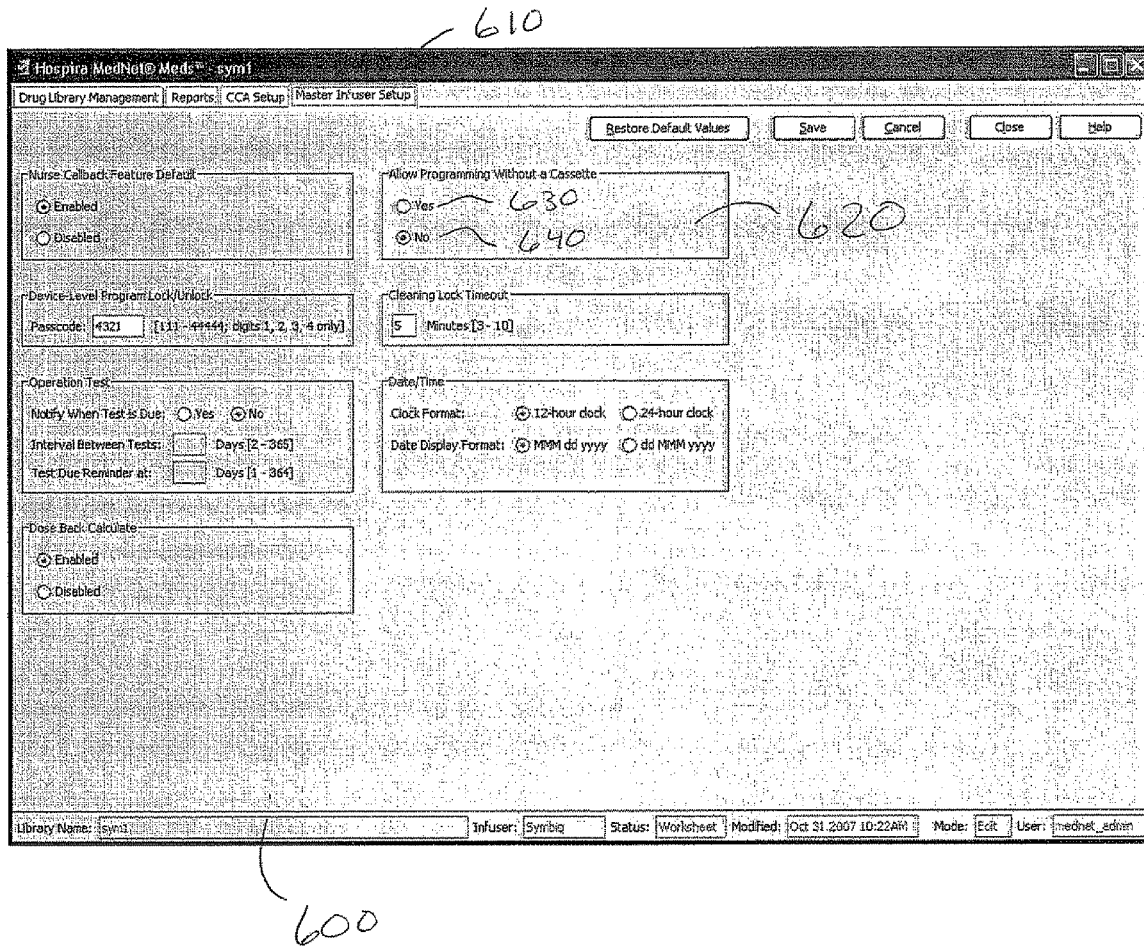 610
Hospira MedNet® Meds™ - sym1
Drug Library Management Reports CCA Setup Master Infuser Setup
Restore Default Values Save Cancel Close Help
Nurse Callback Feature Default
Enabled
Disabled
Allow Programming Without a Cassette
Yes 630
No 640
620
Device-Level Program Lock/Unlock
Passcode: 4321 [111 - 44444; digits 1, 2, 3, 4 only]
Cleaning Lock Timeout
5 Minutes [3 - 10]
Operation Test
Notify When Test is Due: Yes No
Interval Between Tests: Days [2 - 365]
Test Due Reminder at: Days [1 - 364]
Date/Time
Clock Format: 12-hour clock 24-hour clock
Date Display Format: MMM dd yyyy dd MMM yyyy
Dose Back Calculate
Enabled
Disabled
Library Name: sym1 Infuser: Symbiq Status: Worksheet Modified: Oct 31.2007 10:22AM Mode: Edit User: mednet_admin
600